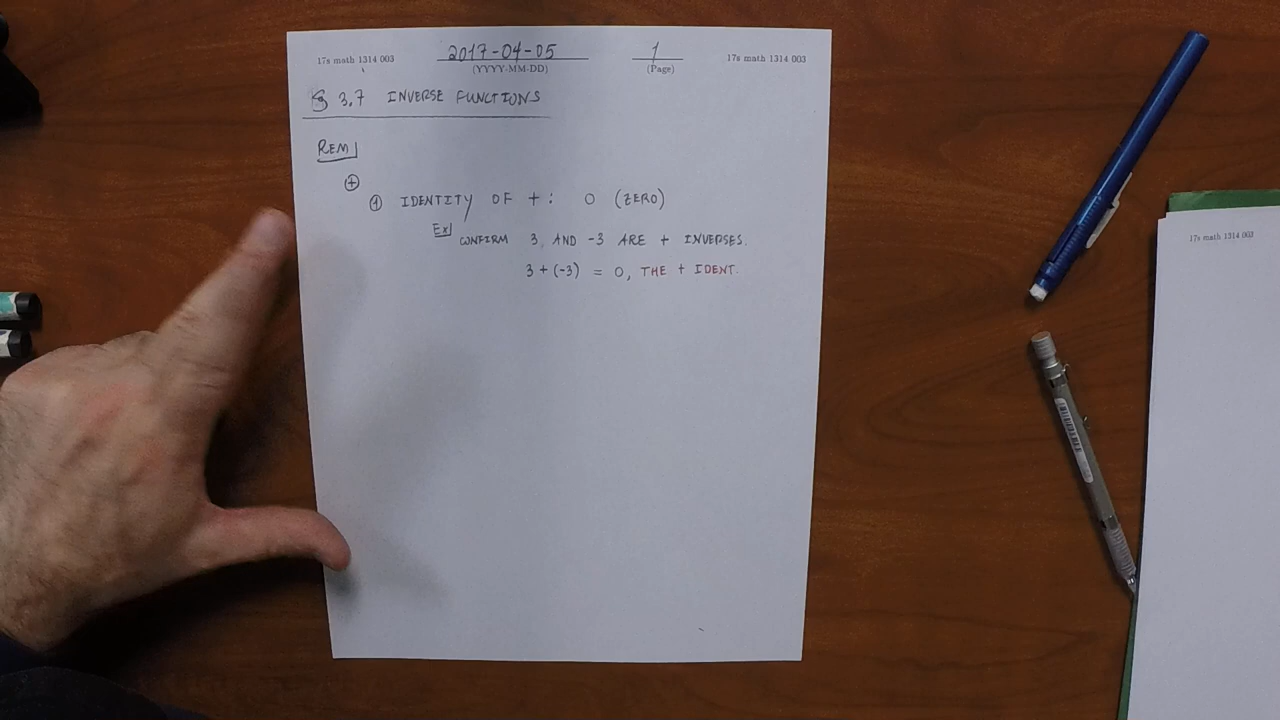 17s math 1314 003 2017-04-05 1 17s math 1314 003
(YYYY-MM-DD) (Page)
§ 3.7 INVERSE FUNCTIONS
REM
+
① IDENTITY OF + : 0 (ZERO)
Ex CONFIRM 3 AND -3 ARE + INVERSES.
3 + (-3) = 0, THE + IDENT.
17s math 1314 003